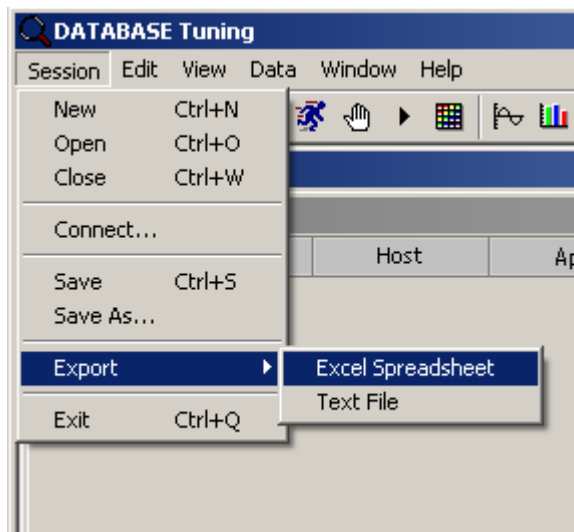 DATABASE Tuning
Session Edit View Data Window Help
New Ctrl+N
Open Ctrl+O
Close Ctrl+W
Connect...
Host
Save Ctrl+S
Save As...
Export Excel Spreadsheet
Text File
Exit Ctrl+Q